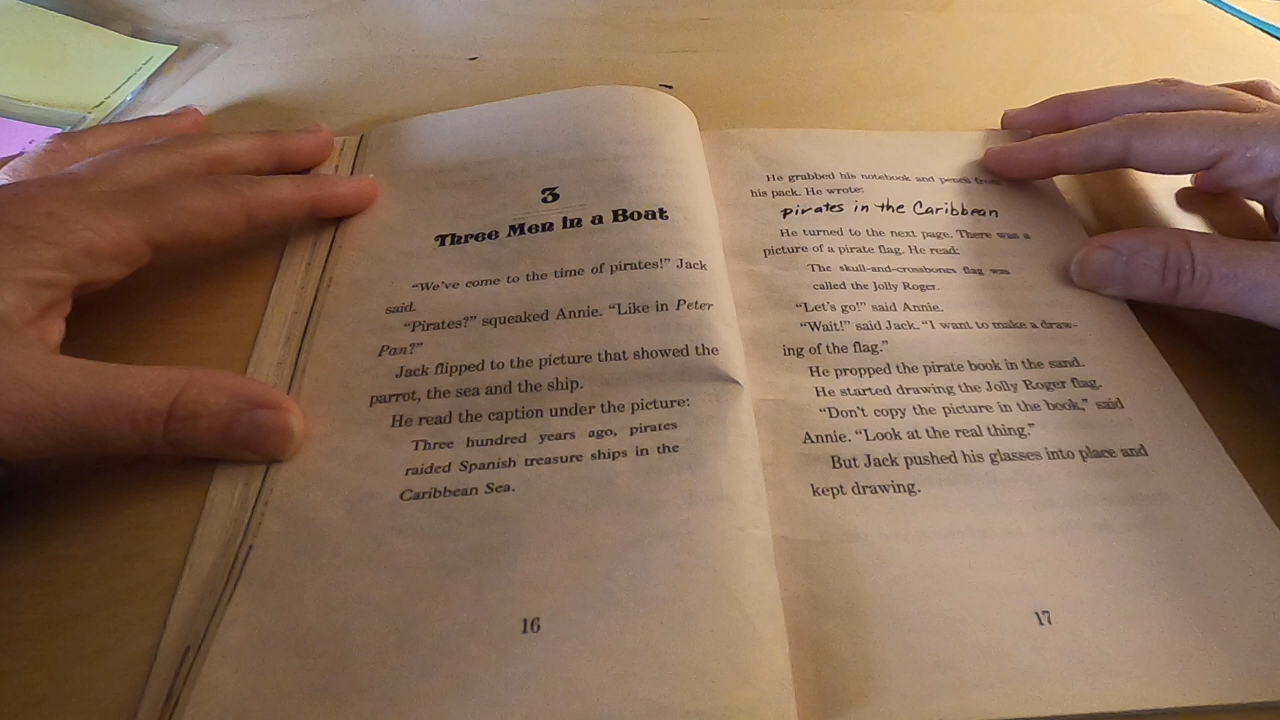 3
Three Men in a Boat
“We’ve come to the time of pirates!” Jack
said.
“Pirates?” squeaked Annie. “Like in Peter
Pan?”
Jack flipped to the picture that showed the
parrot, the sea and the ship.
He read the caption under the picture:
Three hundred years ago, pirates
raided Spanish treasure ships in the
Caribbean Sea.
16
He grabbed his notebook and pencil from
his pack. He wrote:
pirates in the Caribbean
He turned to the next page. There was a
picture of a pirate flag. He read:
The skull-and-crossbones flag was
called the Jolly Roger.
“Let’s go!” said Annie.
“Wait!” said Jack. “I want to make a draw-
ing of the flag.”
He propped the pirate book in the sand.
He started drawing the Jolly Roger flag.
“Don’t copy the picture in the book,” said
Annie. “Look at the real thing.”
But Jack pushed his glasses into place and
kept drawing.
17